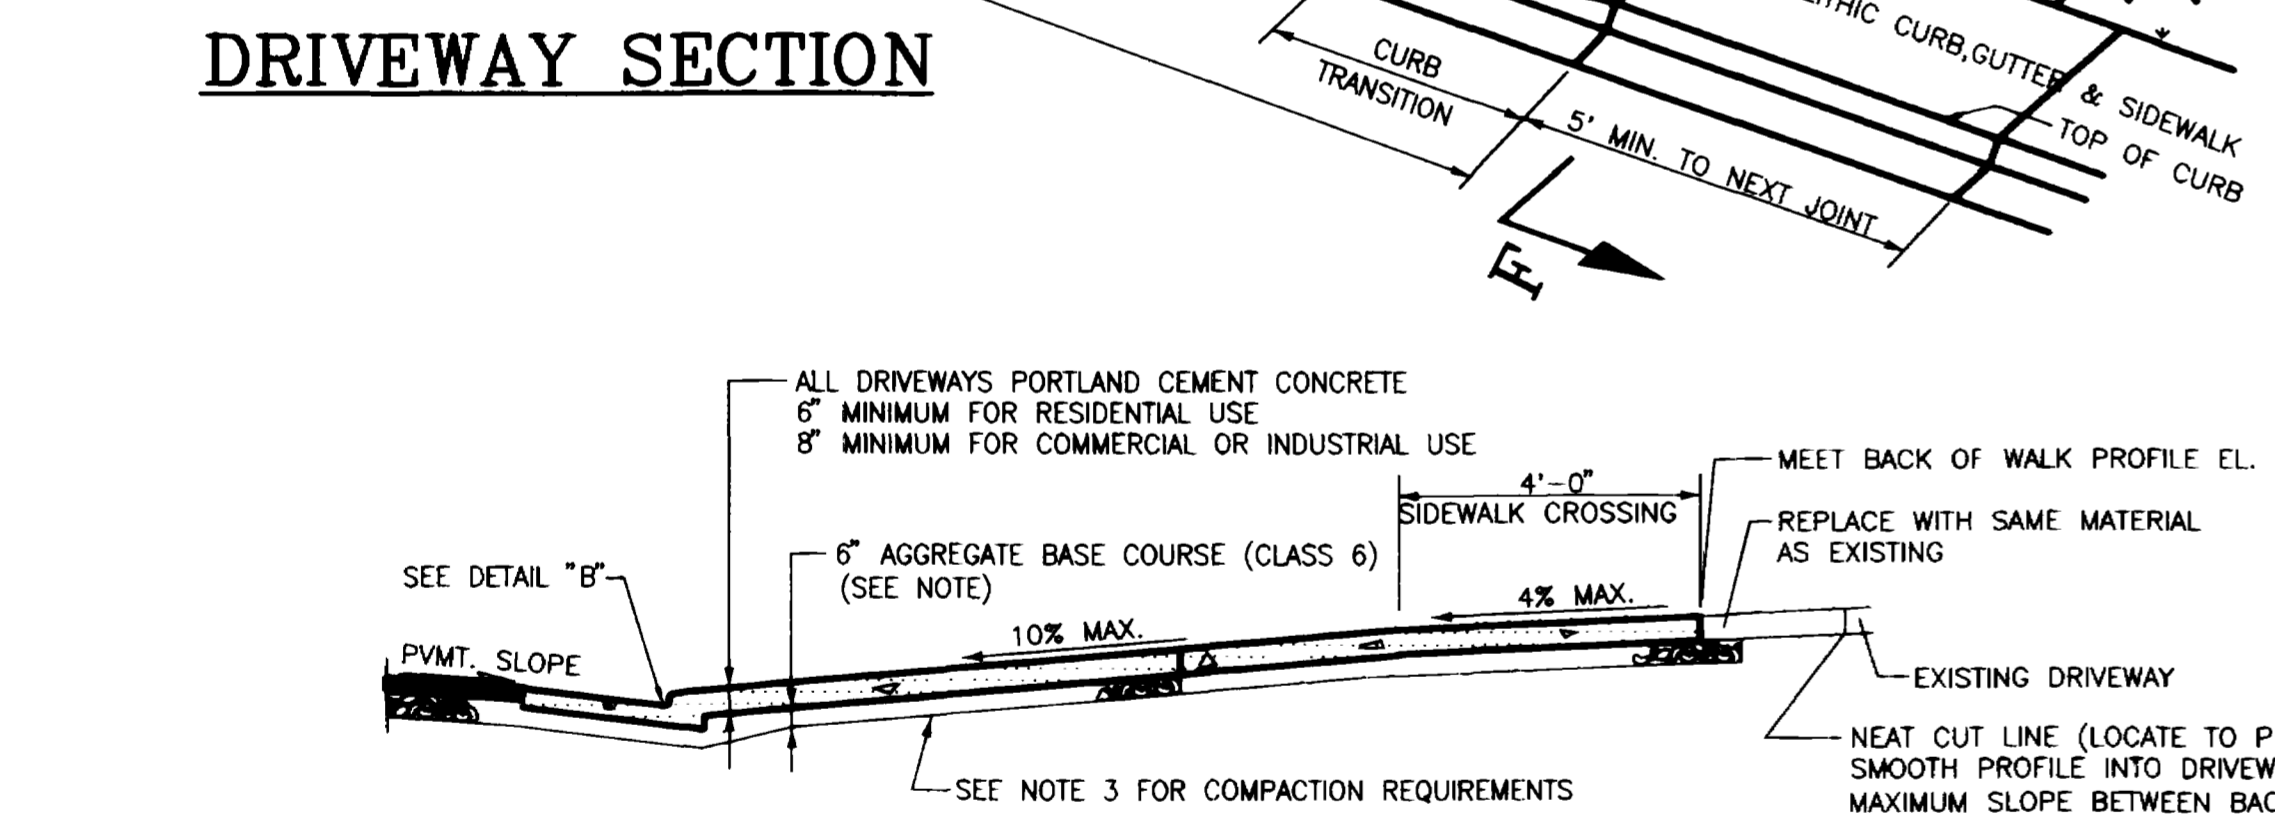 DRIVEWAY SECTION
CURB, GUTTER & SIDEWALK
TOP OF CURB
CURB
TRANSITION
5' MIN. TO NEXT JOINT
F
ALL DRIVEWAYS PORTLAND CEMENT CONCRETE
6" MINIMUM FOR RESIDENTIAL USE
8" MINIMUM FOR COMMERCIAL OR INDUSTRIAL USE
4'-0"
SIDEWALK CROSSING
MEET BACK OF WALK PROFILE EL.
REPLACE WITH SAME MATERIAL
AS EXISTING
6" AGGREGATE BASE COURSE (CLASS 6)
(SEE NOTE)
SEE DETAIL "B"
4% MAX.
10% MAX.
PVMT. SLOPE
EXISTING DRIVEWAY
NEAT CUT LINE (LOCATE TO P
SMOOTH PROFILE INTO DRIVEW
MAXIMUM SLOPE BETWEEN BAC
SEE NOTE 3 FOR COMPACTION REQUIREMENTS